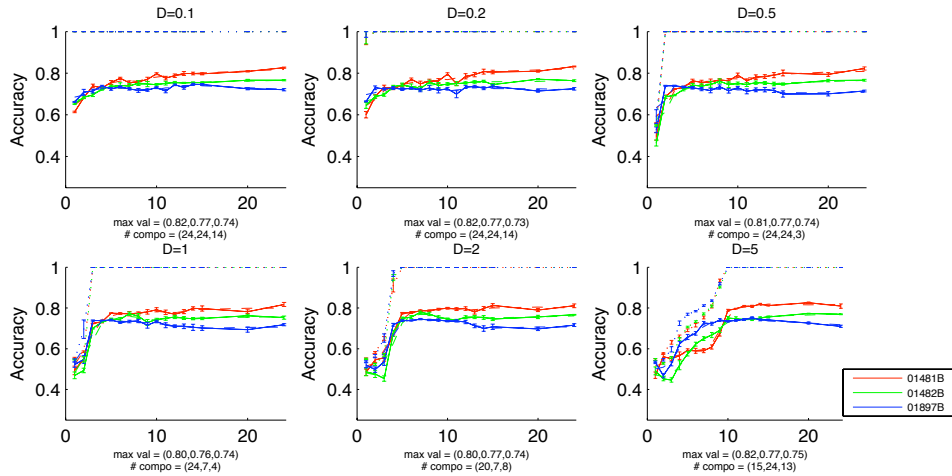 D=0.1
D=0.2
D=0.5
Accuracy
1
0.8
0.6
0.4
0
10
20
max val = (0.82,0.77,0.74)
# compo = (24,24,14)
Accuracy
1
0.8
0.6
0.4
0
10
20
max val = (0.82,0.77,0.73)
# compo = (24,24,14)
Accuracy
1
0.8
0.6
0.4
0
10
20
max val = (0.81,0.77,0.74)
# compo = (24,24,3)
D=1
D=2
D=5
Accuracy
1
0.8
0.6
0.4
0
10
20
max val = (0.80,0.76,0.74)
# compo = (24,7,4)
Accuracy
1
0.8
0.6
0.4
0
10
20
max val = (0.80,0.77,0.74)
# compo = (20,7,8)
Accuracy
1
0.8
0.6
0.4
0
10
20
max val = (0.82,0.77,0.75)
# compo = (15,24,13)
01481B
01482B
01897B